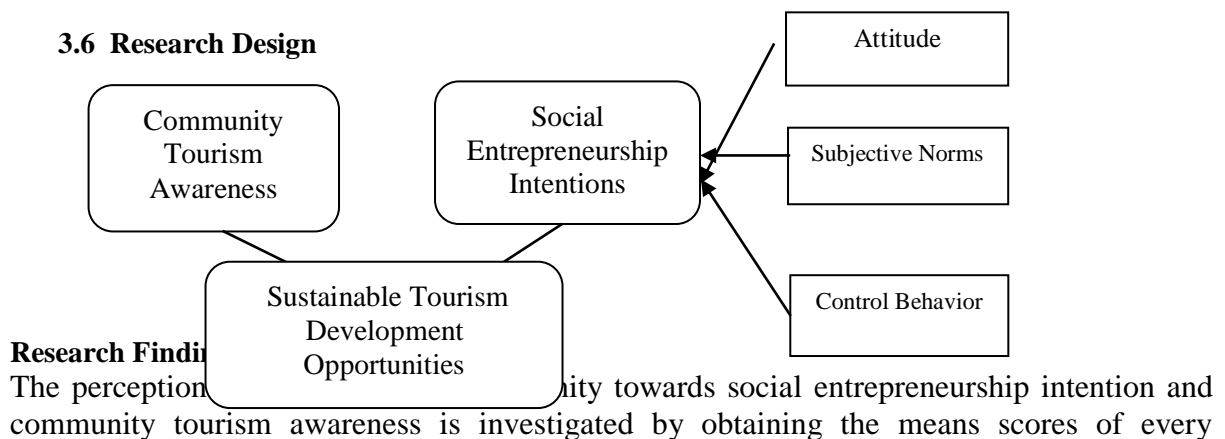 3.6 Research Design
Community
Tourism
Awareness
Social
Entrepreneurship
Intentions
Attitude
Subjective Norms
Control Behavior
Sustainable Tourism
Development
Opportunities
Research
The perception towards social entrepreneurship intention and
community tourism awareness is investigated by obtaining the means scores of every